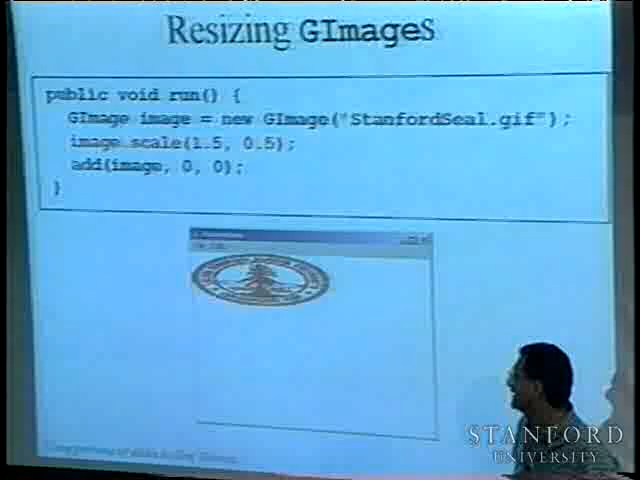 Resizing GImages
public void run() {
GImage image = new GImage("StanfordSeal.gif");
image.scale(1.5, 0.5);
add(image, 0, 0);
}
STANFORD
UNIVERSITY